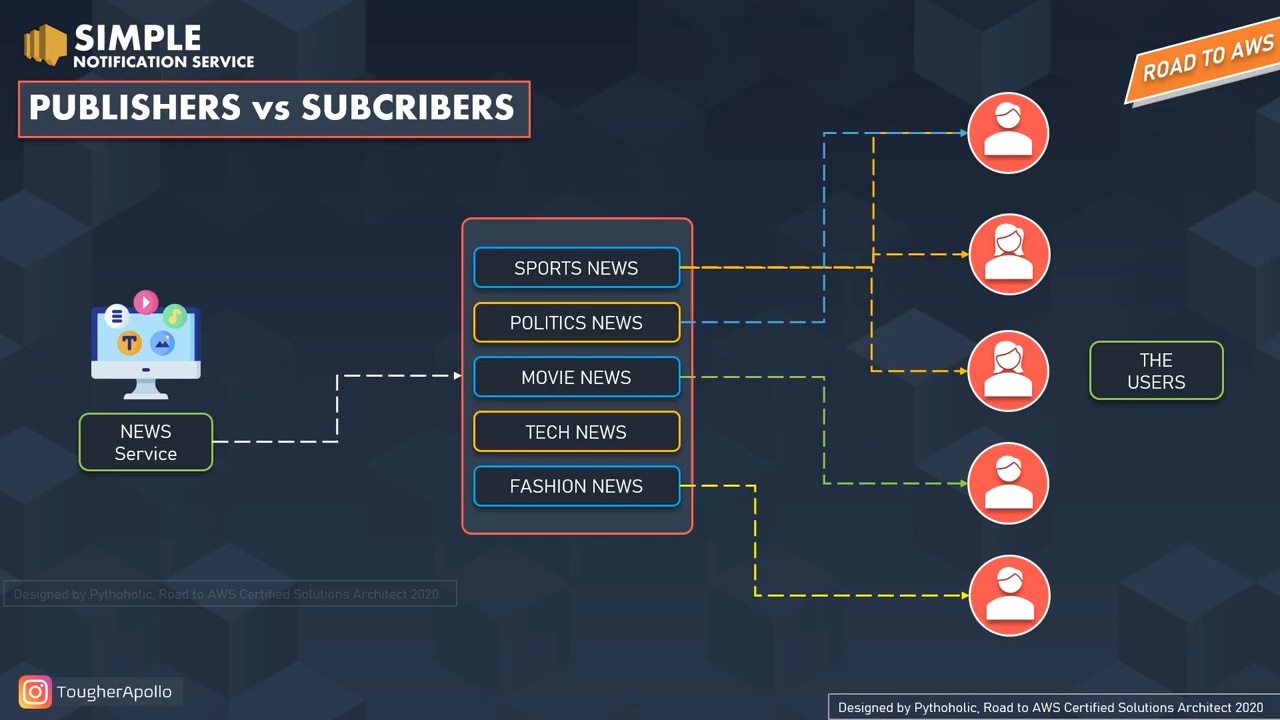 SIMPLE
NOTIFICATION SERVICE
ROAD TO AWS
PUBLISHERS vs SUBCRIBERS
SPORTS NEWS
POLITICS NEWS
MOVIE NEWS
TECH NEWS
FASHION NEWS
NEWS
Service
THE
USERS
T
Designed by Pythoholic, Road to AWS Certified Solutions Architect 2020
TougherApollo
Designed by Pythoholic, Road to AWS Certified Solutions Architect 2020